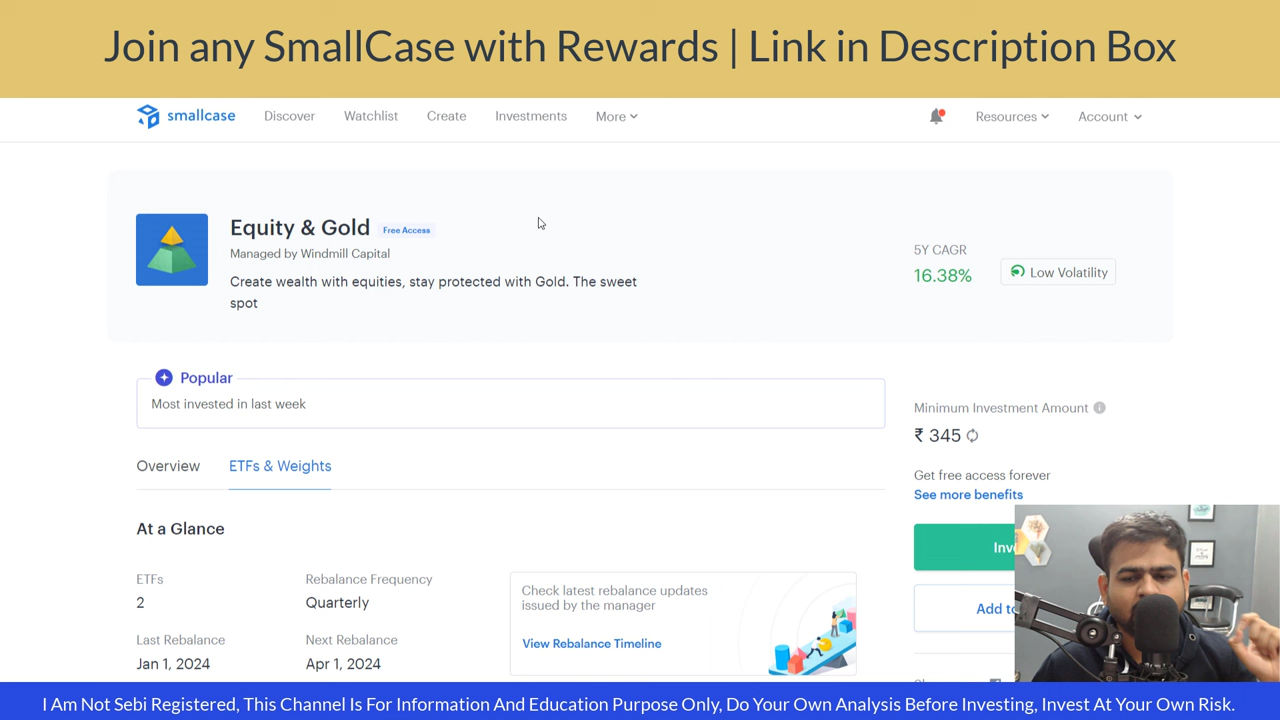 Join any SmallCase with Rewards | Link in Description Box
smallcase Discover Watchlist Create Investments More Resources Account
Equity & Gold Free Access
Managed by Windmill Capital
Create wealth with equities, stay protected with Gold. The sweet
spot
5Y CAGR
16.38% Low Volatility
Popular
Most invested in last week
Minimum Investment Amount
₹ 345
Overview ETFs & Weights
Get free access forever
See more benefits
At a Glance
ETFs Rebalance Frequency
2 Quarterly
Last Rebalance Next Rebalance
Jan 1, 2024 Apr 1, 2024
Check latest rebalance updates
issued by the manager
View Rebalance Timeline
Add
I Am Not Sebi Registered, This Channel Is For Information And Education Purpose Only, Do Your Own Analysis Before Investing, Invest At Your Own Risk.